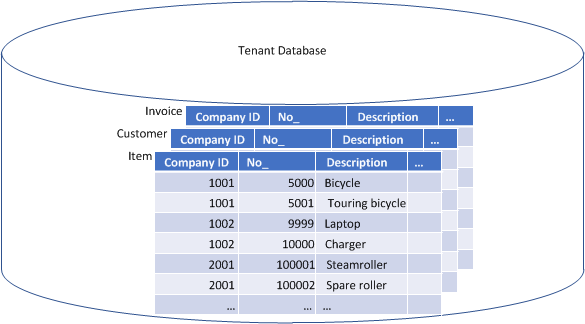 Tenant Database
Invoice Company ID No_ Description ...
Customer Company ID No_ Description ...
Item Company ID No_ Description ...
1001 5000 Bicycle
1001 5001 Touring bicycle
1002 9999 Laptop
1002 10000 Charger
2001 100001 Steamroller
2001 100002 Spare roller
... ... ...